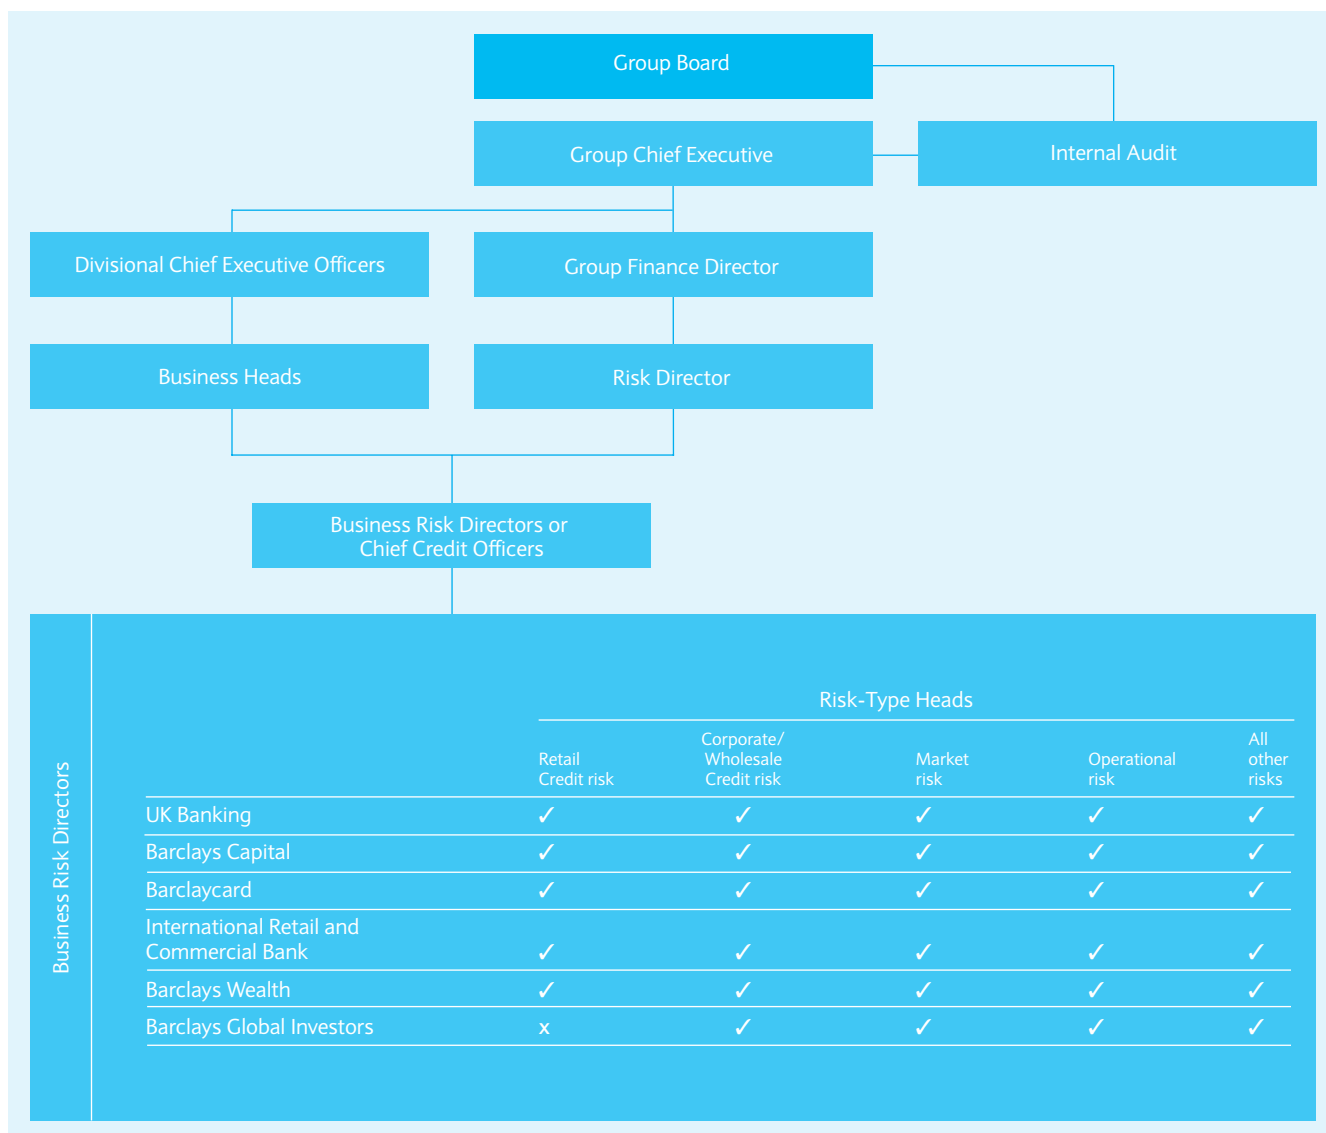 Group Board
Group Chief Executive
Internal Audit
Divisional Chief Executive Officers
Group Finance Director
Business Heads
Risk Director
Business Risk Directors or
Chief Credit Officers
Business Risk Directors
Risk-Type Heads
Retail
Credit risk
Corporate/
Wholesale
Credit risk
Market
risk
Operational
risk
All
other
risks
UK Banking ✓ ✓ ✓ ✓ ✓
Barclays Capital ✓ ✓ ✓ ✓ ✓
Barclaycard ✓ ✓ ✓ ✓ ✓
International Retail and
Commercial Bank ✓ ✓ ✓ ✓ ✓
Barclays Wealth ✓ ✓ ✓ ✓ ✓
Barclays Global Investors x ✓ ✓ ✓ ✓